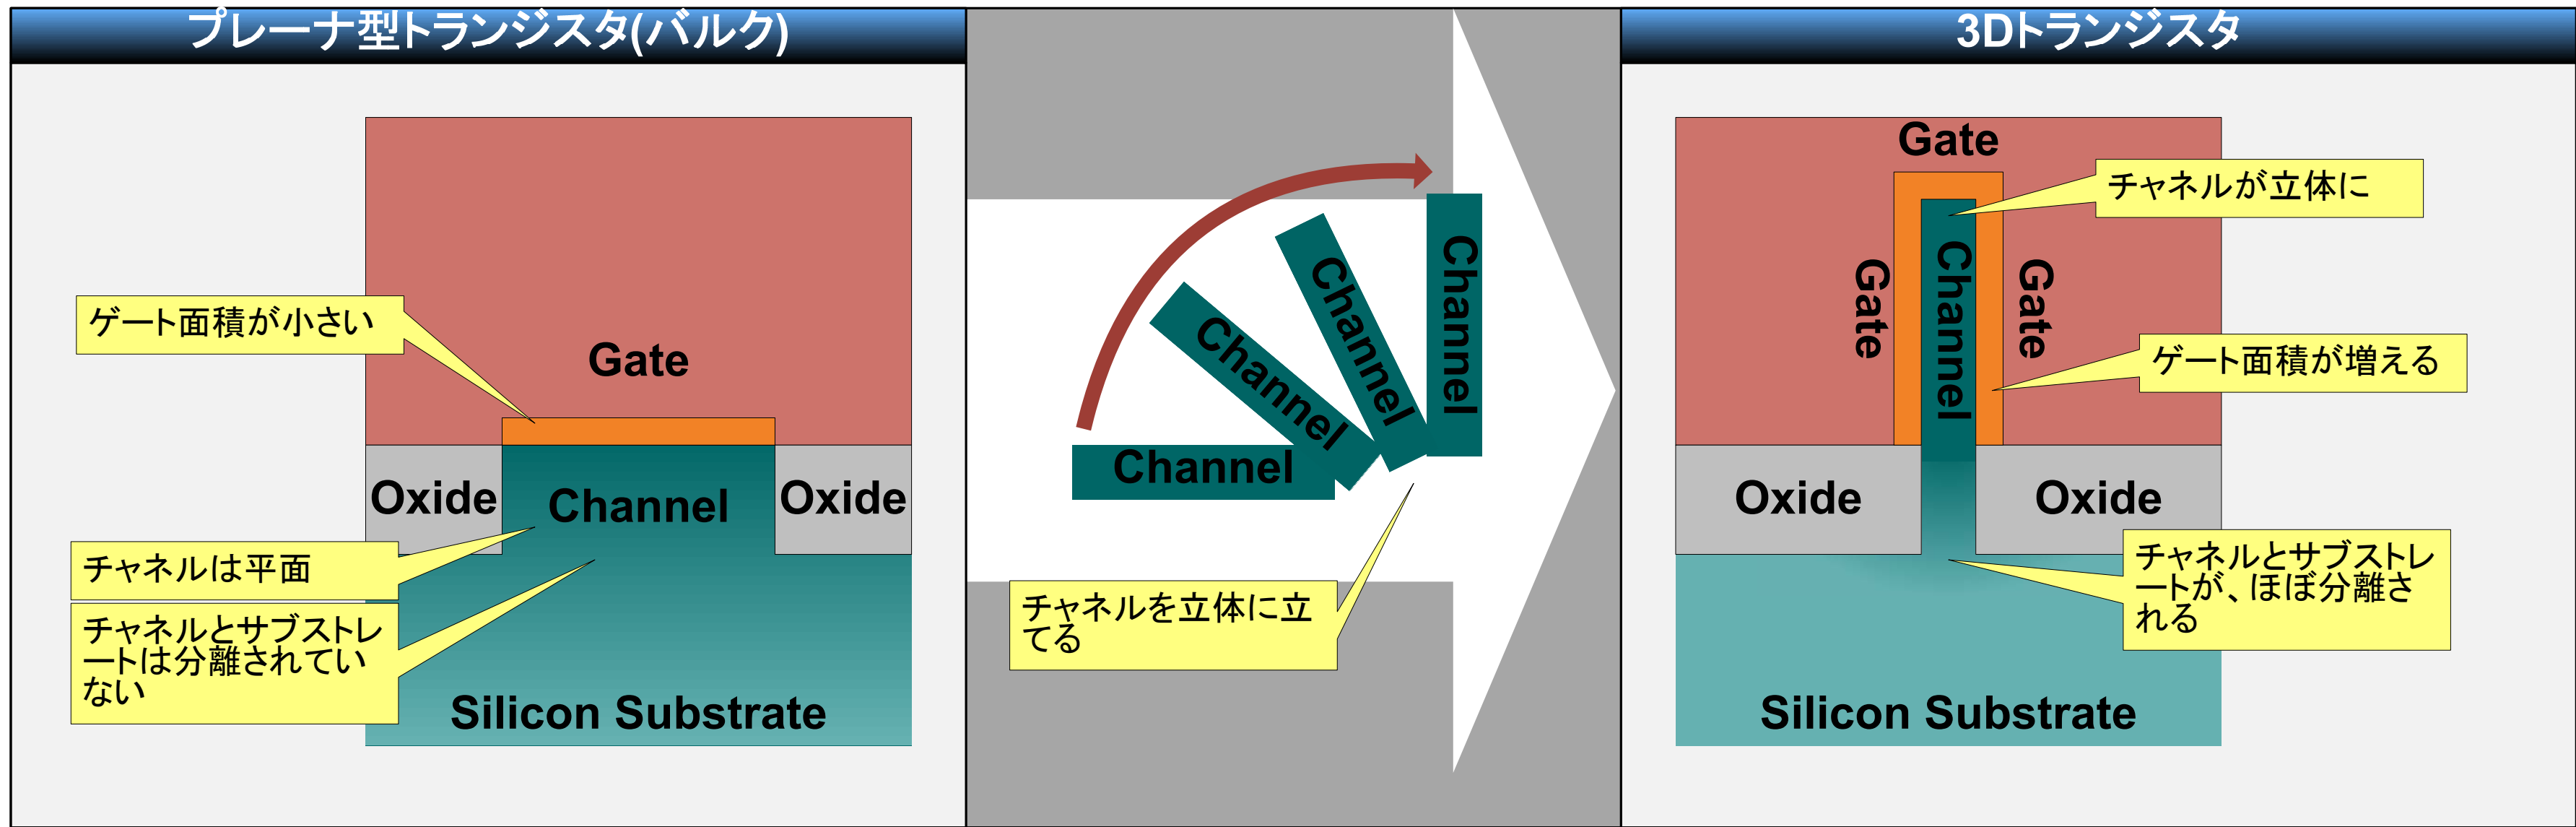 プレーナ型トランジスタ(バルク)
Gate
ゲート面積が小さい
Oxide
Channel
Oxide
チャネルは平面
チャネルとサブストレ
ートは分離されてい
ない
Silicon Substrate
Channel
Channel
Channel
Channel
チャネルを立体に立
てる
3Dトランジスタ
Gate
チャネルが立体に
Gate
Channel
Gate
ゲート面積が増える
Oxide
Oxide
チャネルとサブストレ
ートが、ほぼ分離さ
れる
Silicon Substrate